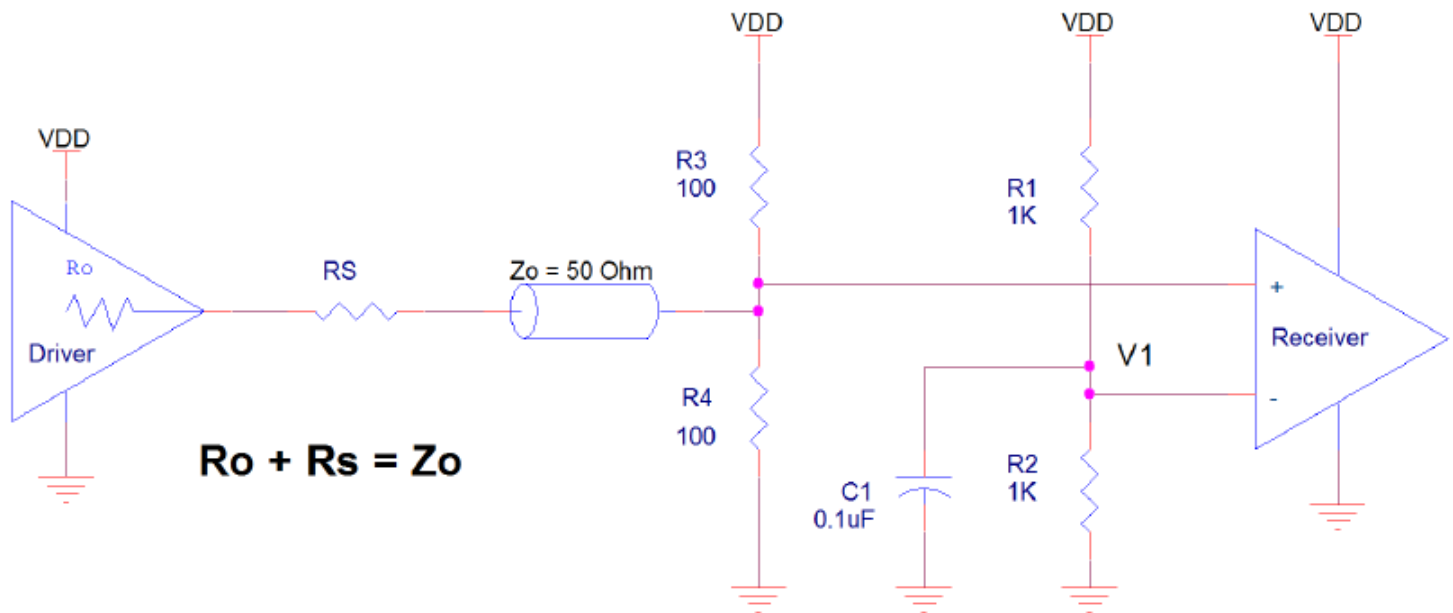 VDD
VDD
VDD
VDD
R3
100
R1
1K
Ro
RS
Zo = 50 Ohm
+
Driver
V1
Receiver
-
R4
100
Ro + Rs = Zo
C1
0.1uF
R2
1K